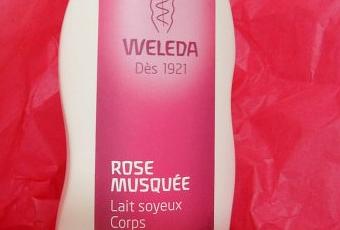 WELEDA
Dès 1921
ROSE
MUSQUÉE
Lait soyeux
Corps